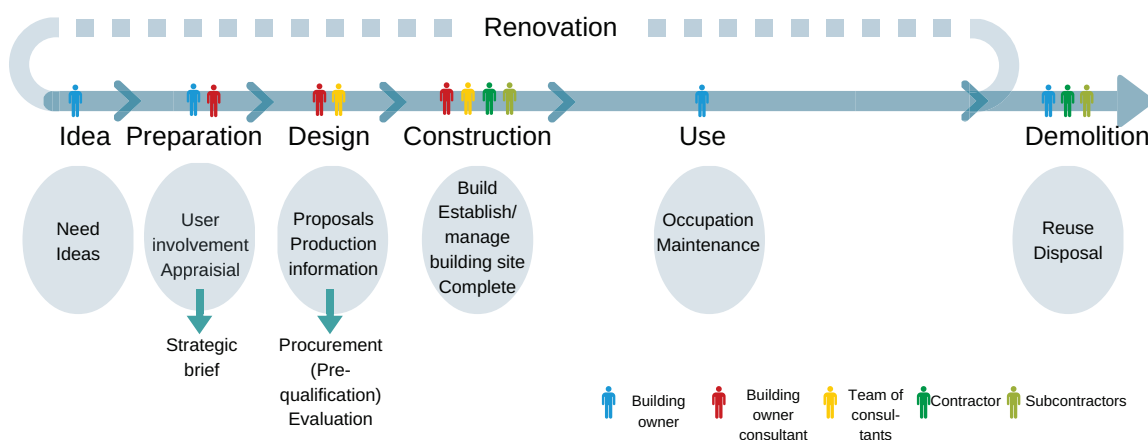 Renovation
Idea
Preparation
Design
Construction
Use
Demolition
Need
Ideas
User
involvement
Appraisial
Proposals
Production
information
Build
Establish/
manage
building site
Complete
Occupation
Maintenance
Reuse
Disposal
Strategic
brief
Procurement
(Pre-
qualification)
Evaluation
Building
owner
Building
owner
consultant
Team of
consul-
tants
Contractor
Subcontractors